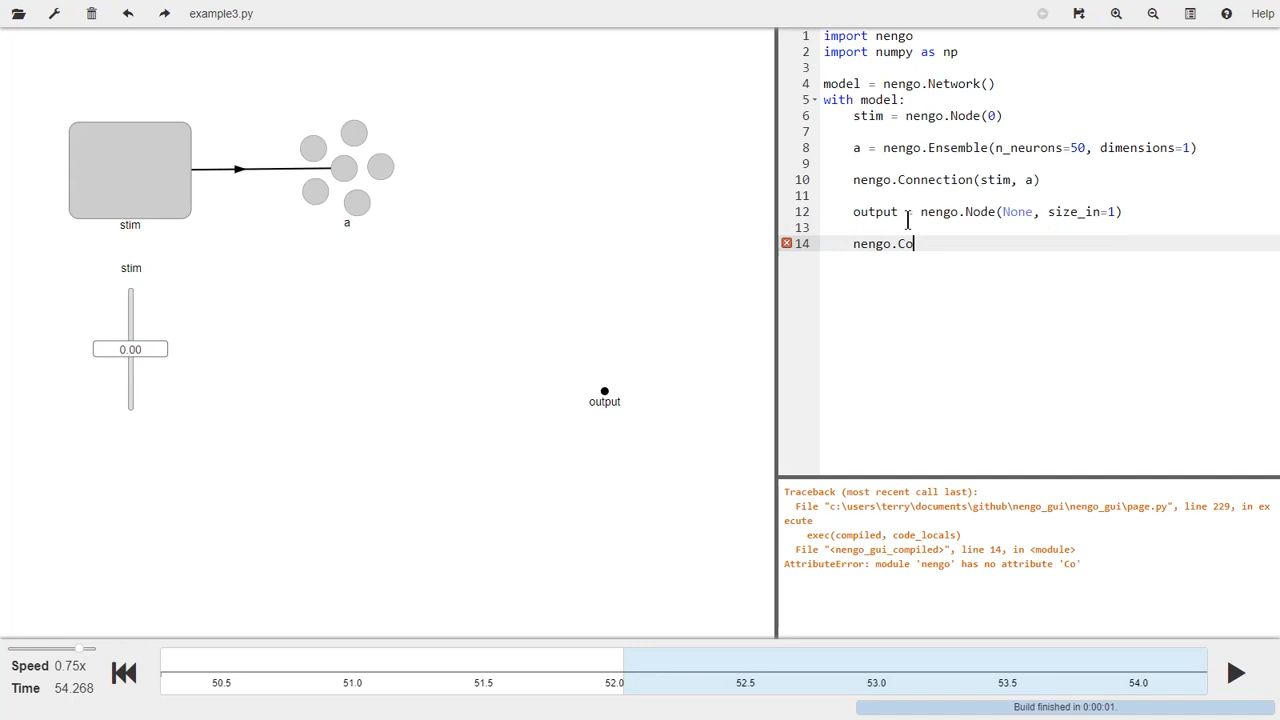 example3.py
Help
1 import nengo
2 import numpy as np
3
4 model = nengo.Network()
5 with model:
6 stim = nengo.Node(0)
7
8 a = nengo.Ensemble(n_neurons=50, dimensions=1)
9
10 nengo.Connection(stim, a)
11
12 output = nengo.Node(None, size_in=1)
13
14 nengo.Co
stim
a
stim
0.00
output
Traceback (most recent call last):
File "c:\users\terry\documents\github\nengo_gui\nengo_gui\page.py", line 229, in ex
ecute
exec(compiled, code_locals)
File "<nengo_gui_compiled>", line 14, in <module>
AttributeError: module 'nengo' has no attribute 'Co'
Speed 0.75x
Time 54.268
50.5 51.0 51.5 52.0 52.5 53.0 53.5 54.0
Build finished in 0:00:01.